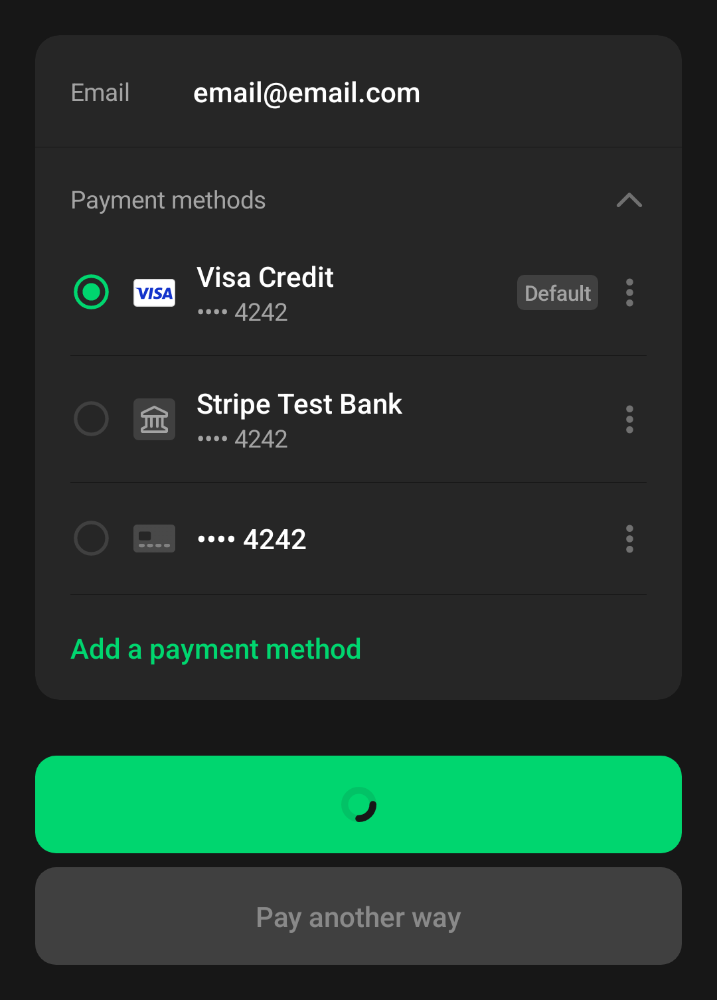 Email email@email.com
Payment methods
VISA Visa Credit Default
•••• 4242
Stripe Test Bank
•••• 4242
•••• 4242
Add a payment method
Pay another way